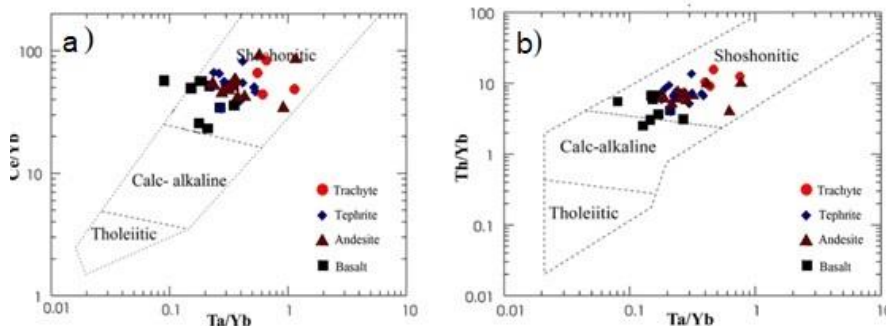 a)
Ce/Yb
100
10
1
Shoshonitic
Calc- alkaline
Tholeiitic
Trachyte
Tephrite
Andesite
Basalt
0.01
0.1
1
10
Ta/Yb
b)
Th/Yb
100
10
1
0.1
0.01
Shoshonitic
Calc-alkaline
Tholeiitic
Trachyte
Tephrite
Andesite
Basalt
0.01
0.1
1
10
Ta/Yb